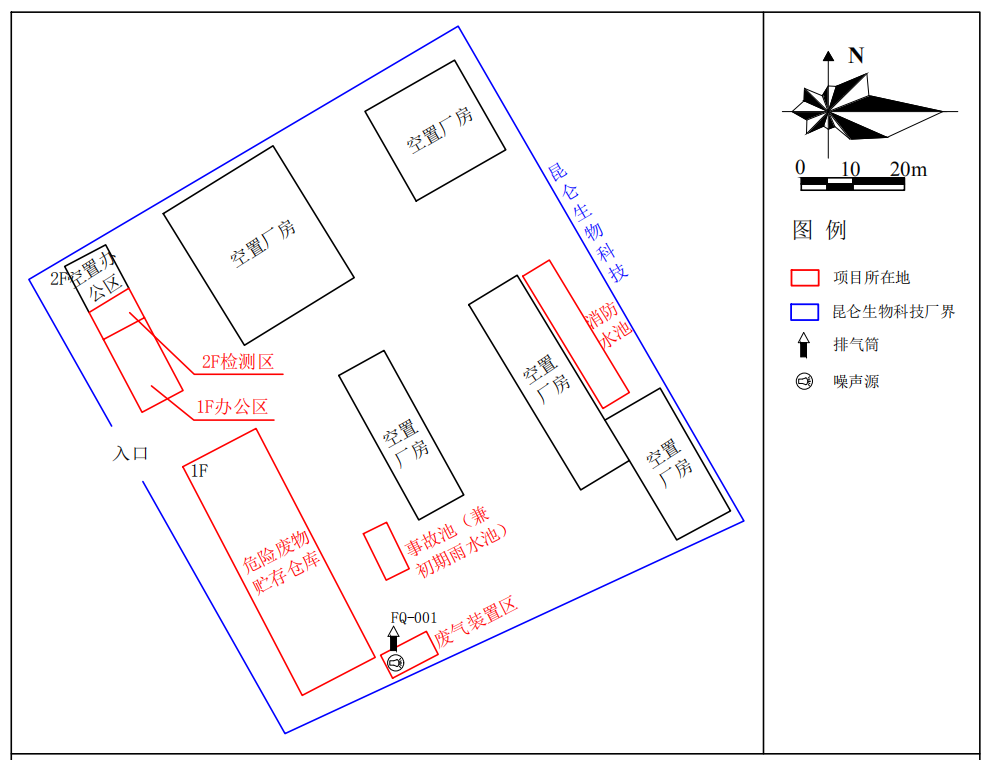 空置厂房
空置厂房
昆仑生物科技
2F
空置办
公区
2F检测区
1F办公区
入口
1F
危险废物
贮存仓库
空置
厂房
空置
厂房
消防
水池
空置
厂房
事故池（兼
初期雨水池）
FQ-001
废气装置区
N
0 10 20m
图 例
项目所在地
昆仑生物科技厂界
排气筒
噪声源